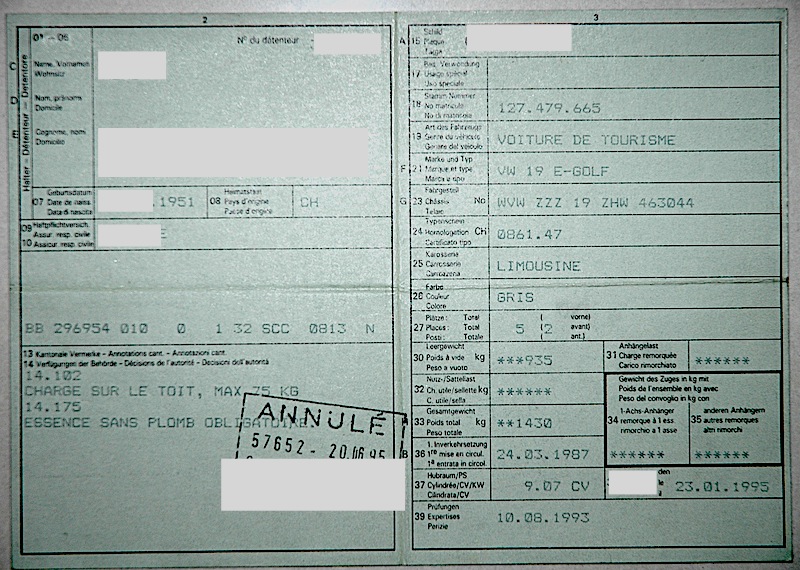 2
01 - 06
N° du détenteur
Halter - Détenteur - Detentore
C
Name, Vornamen
Wohnsitz
D
Nom, prénoms
Domicile
E
Cognome, nomi
Domicilio
07
Geburtsdatum
Date de naiss.
Data di nascita
.1951
08
Heimatstaat
Pays d'origine
Paese d'origine
CH
09 Haftpflichtversich.
Assur. resp. civile
10 Assicur. resp. civile
E
BB 296954 010 0 1 32 SCC 0813 N
13 Kantonale Vermerke - Annotations cant. - Annotazioni cant.
14 Verfügungen der Behörde - Décisions de l'autorité - Decisioni dell'autorità
14.102
CHARGE SUR LE TOIT, MAX 75 KG
14.175
ESSENCE SANS PLOMB OBLIGATOIRE
ANNULÉ
57652 - 20.06.95
3
A 15
Schild
Plaque
Targa
17
Bes. Verwendung
Usage spécial
Uso speciale
18
Stamm Nummer
No matricule
No di matricola
127.479.665
19
Art des Fahrzeugs
Genre du véhicule
Genere del veicolo
VOITURE DE TOURISME
F 21
Marke und Typ
Marque et type
Marca e tipo
VW 19 E-GOLF
G 23
Fahrgestell
Châssis No
Telaio
WVW ZZZ 19 ZHW 463044
24
Typenschein
Homologation CH
Certificato tipo
0861.47
25
Karosserie
Carrosserie
Carrozzeria
LIMOUSINE
26
Farbe
Couleur
Colore
GRIS
27
Plätze: Total ( vorne)
Places: Total 5 (2 avant)
Posti: Totale ( ant.)
30
Leergewicht
Poids à vide kg
Peso a vuoto
***935
31
Anhängelast
Charge remorquée
Carico rimorchiato
******
32
Nutz-/Sattellast
Ch. utile/sellette kg
C. utile/sella
******
Gewicht des Zuges in kg mit
Poids de l'ensemble en kg avec
Peso del convoglio in kg con
33
Gesamtgewicht
Poids total kg
Peso totale
**1430
34
1-Achs-Anhänger
remorque à 1 ess
rimorchio a 1 asse
******
35
anderen Anhängern
autres remorques
altri rimorchi
******
B 36
1. Inverkehrsetzung
1re mise en circul.
1a entrata in circol.
24.03.1987
37
Hubraum/PS
Cylindrée/CV/KW
Cilindrata/CV
9.07 CV
den
le
23.01.1995
39
Prüfungen
Expertises
Perizie
10.08.1993